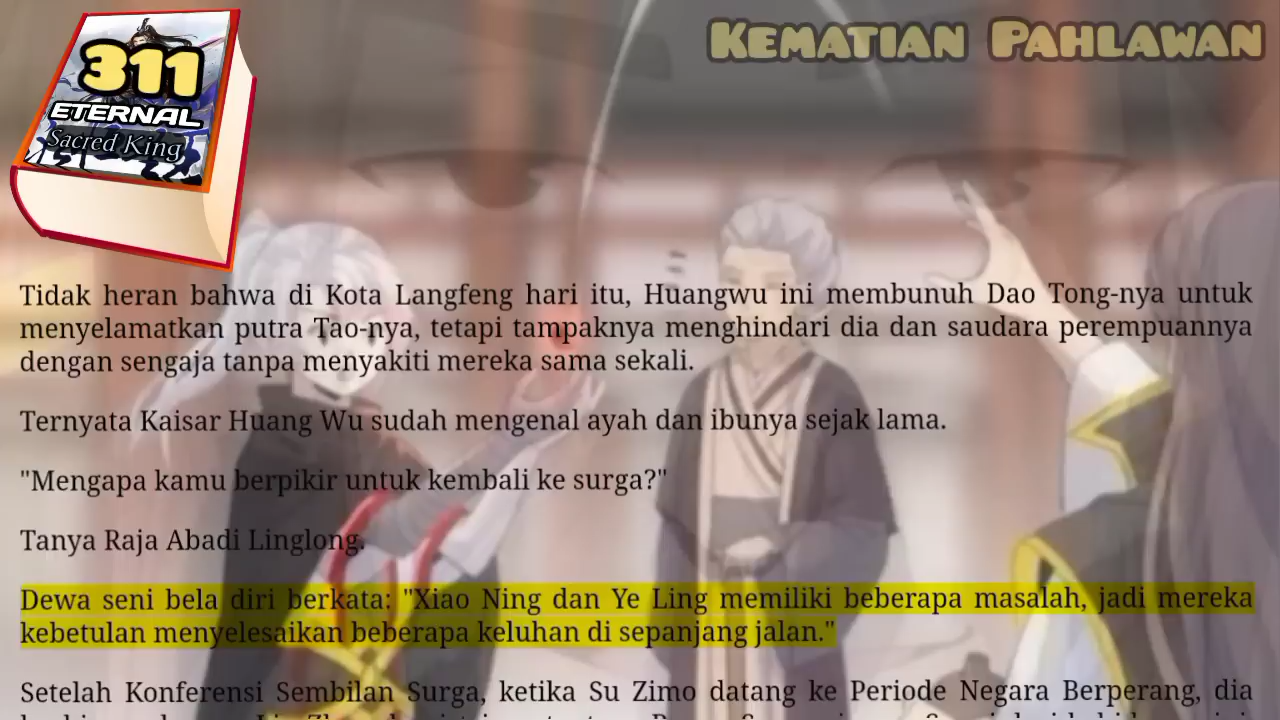 311
ETERNAL
Sacred King
KEMATIAN PAHLAWAN
Tidak heran bahwa di Kota Langfeng hari itu, Huangwu ini membunuh Dao Tong-nya untuk
menyelamatkan putra Tao-nya, tetapi tampaknya menghindari dia dan saudara perempuannya
dengan sengaja tanpa menyakiti mereka sama sekali.
Ternyata Kaisar Huang Wu sudah mengenal ayah dan ibunya sejak lama.
"Mengapa kamu berpikir untuk kembali ke surga?"
Tanya Raja Abadi Linglong.
Dewa seni bela diri berkata: "Xiao Ning dan Ye Ling memiliki beberapa masalah, jadi mereka
kebetulan menyelesaikan beberapa keluhan di sepanjang jalan."
Setelah Konferensi Sembilan Surga, ketika Su Zimo datang ke Periode Negara Berperang, dia